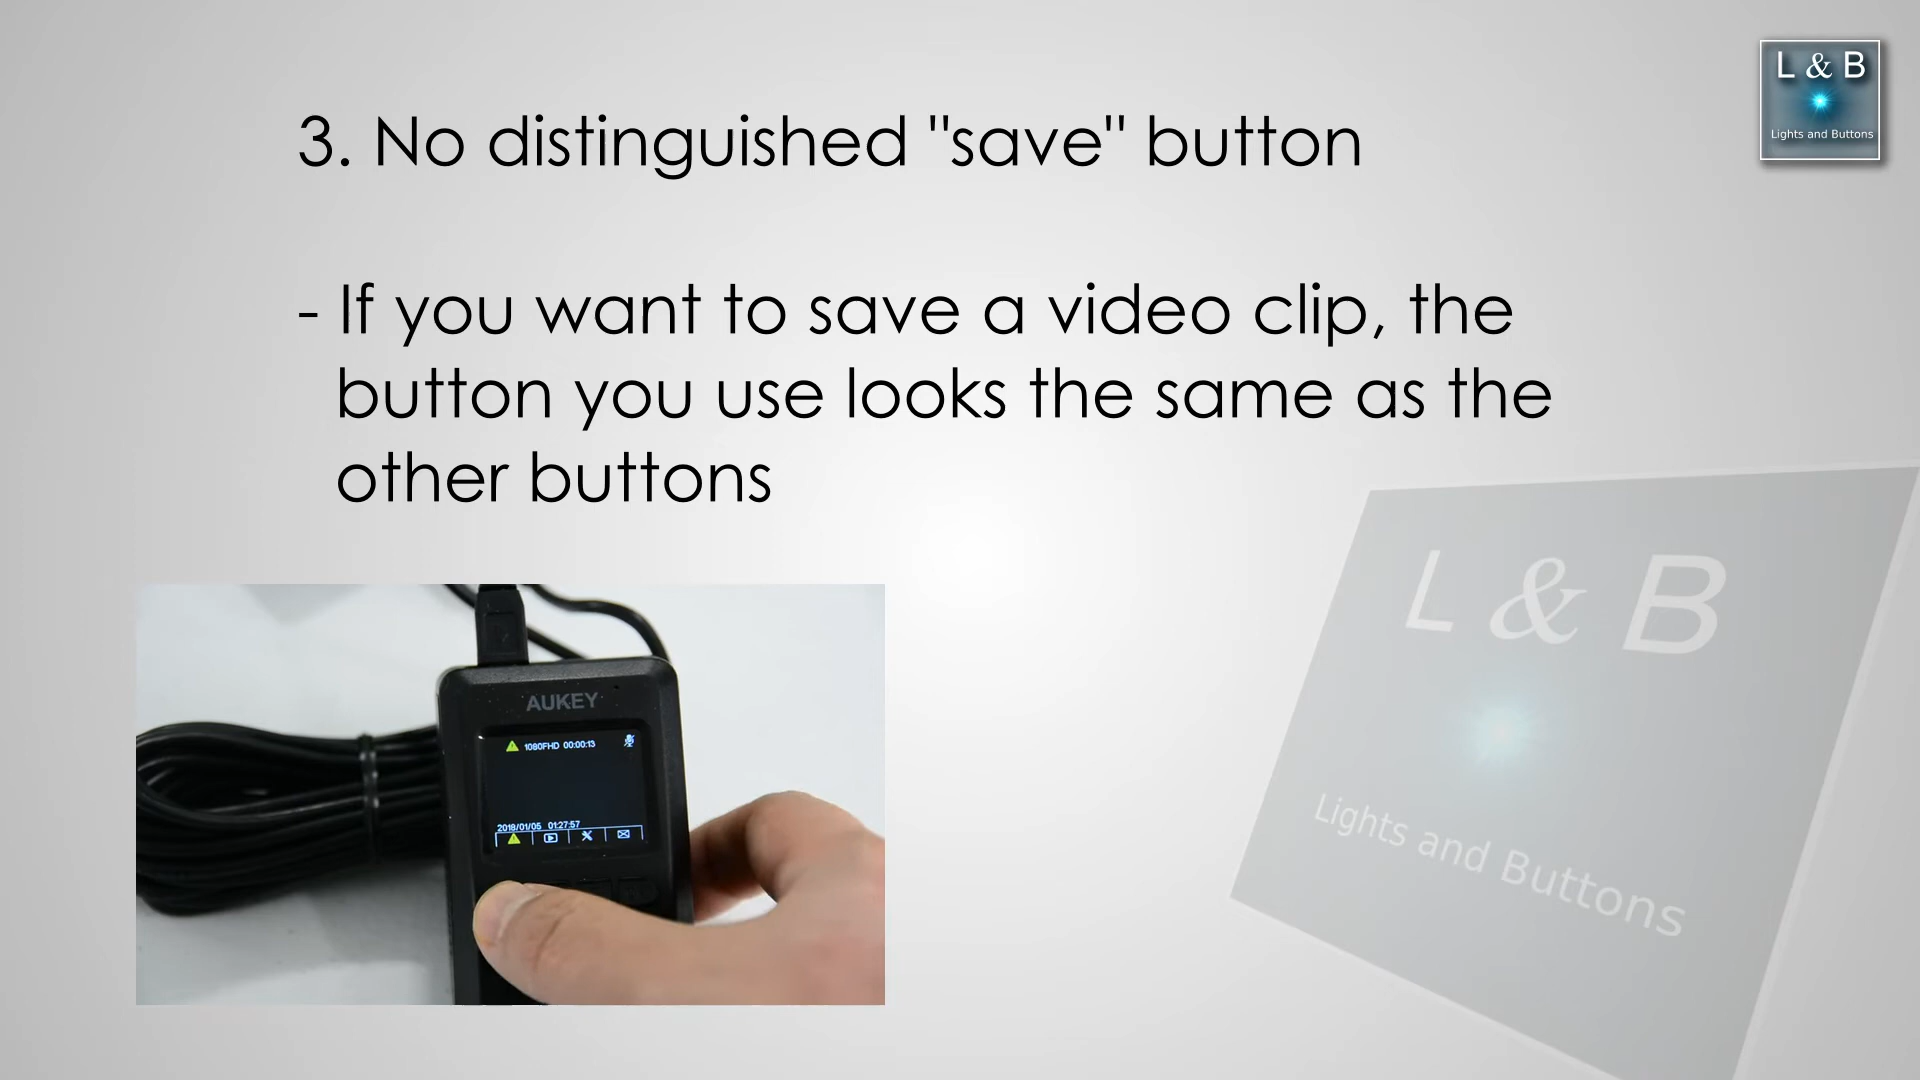 3. No distinguished "save" button
- If you want to save a video clip, the
button you use looks the same as the
other buttons
L & B
Lights and Buttons
L & B
Lights and Buttons
AUKEY
1080FHD 00:00:13
2018/01/05 01:27:57